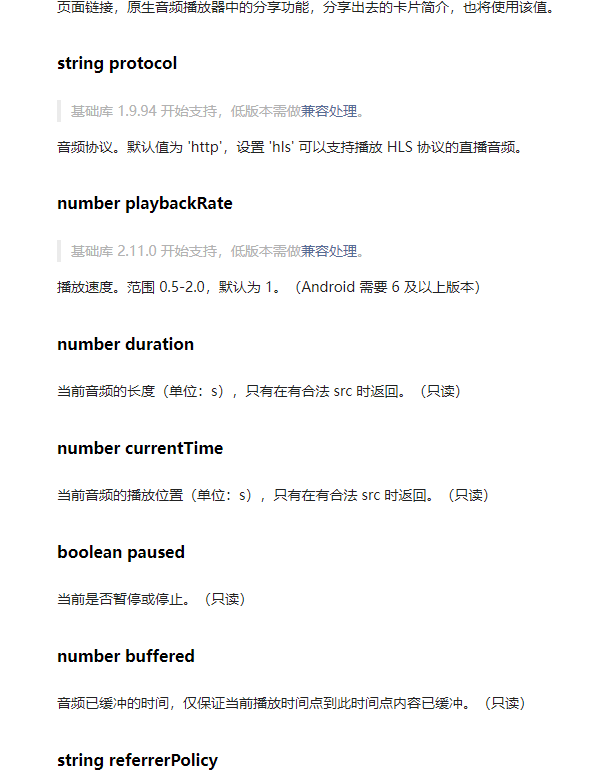 页面链接，原生音频播放器中的分享功能，分享出去的卡片简介，也将使用该值。
string protocol
基础库 1.9.94 开始支持，低版本需做兼容处理。
音频协议。默认值为 'http'，设置 'hls' 可以支持播放 HLS 协议的直播音频。
number playbackRate
基础库 2.11.0 开始支持，低版本需做兼容处理。
播放速度。范围 0.5-2.0，默认为 1。（Android 需要 6 及以上版本）
number duration
当前音频的长度（单位：s），只有在有合法 src 时返回。（只读）
number currentTime
当前音频的播放位置（单位：s），只有在有合法 src 时返回。（只读）
boolean paused
当前是否暂停或停止。（只读）
number buffered
音频已缓冲的时间，仅保证当前播放时间点到此时间点内容已缓冲。（只读）
string referrerPolicy